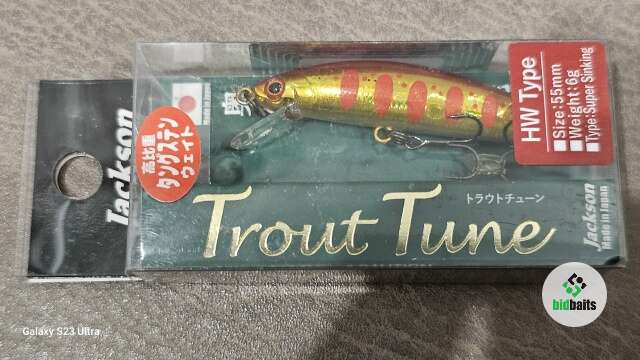 Jackson
高比重
タングステン
ウェイト
奥
HW Type
■Size:55mm
■Weight:6g
■Type:Super Sinking
トラウトチューン
Trout Tune
Jackson
Made in Japan
bidbaits
Galaxy S23 Ultra